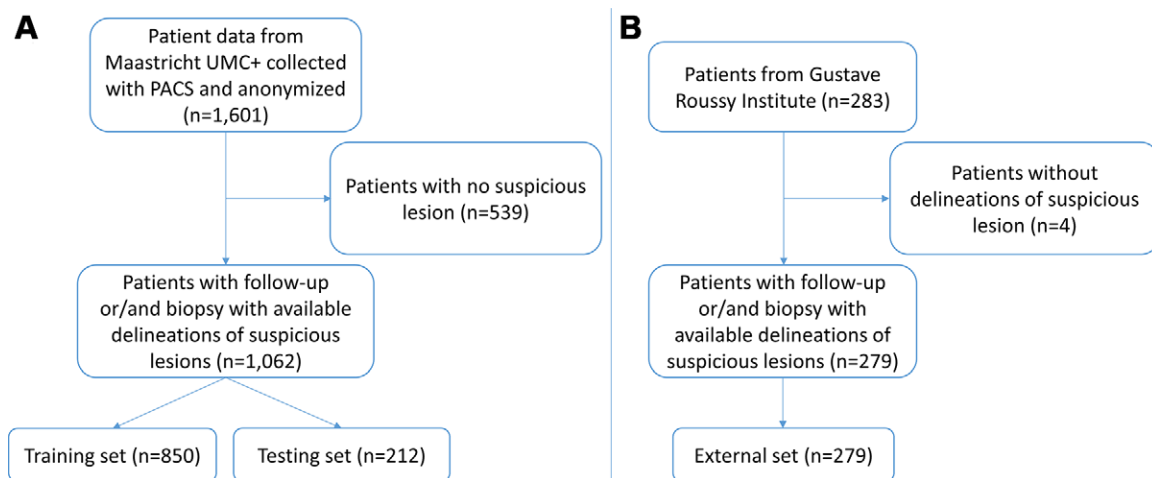 A
Patient data from
Maastricht UMC+ collected
with PACS and anonymized
(n=1,601)
Patients with no suspicious
lesion (n=539)
Patients with follow-up
or/and biopsy with available
delineations of suspicious
lesions (n=1,062)
Training set (n=850)
Testing set (n=212)
B
Patients from Gustave
Roussy Institute (n=283)
Patients without
delineations of suspicious
lesion (n=4)
Patients with follow-up
or/and biopsy with
available delineations of
suspicious lesions (n=279)
External set (n=279)